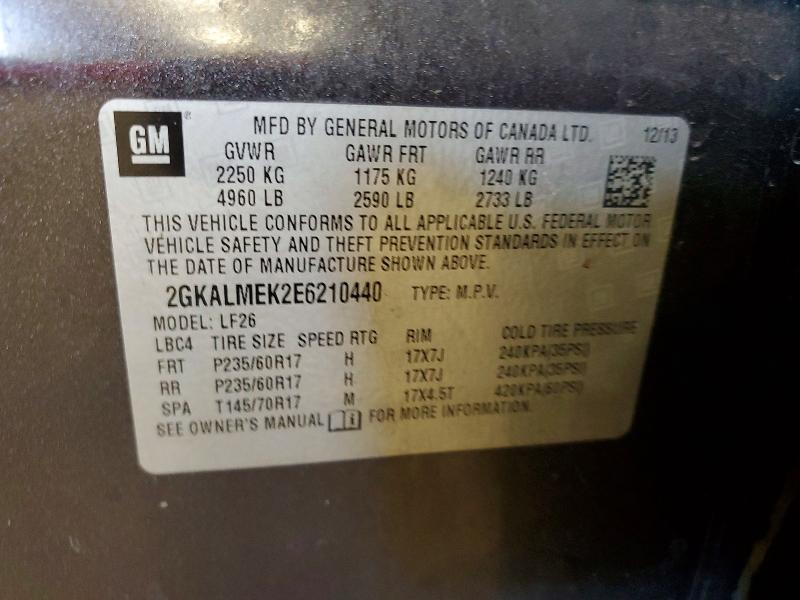 GM ® MFD BY GENERAL MOTORS OF CANADA LTD. 12/13
GVWR GAWR FRT GAWR RR
2250 KG 1175 KG 1240 KG
4960 LB 2590 LB 2733 LB
THIS VEHICLE CONFORMS TO ALL APPLICABLE U.S. FEDERAL MOTOR
VEHICLE SAFETY AND THEFT PREVENTION STANDARDS IN EFFECT ON
THE DATE OF MANUFACTURE SHOWN ABOVE.
2GKALMEK2E6210440 TYPE: M.P.V.
MODEL: LF26
LBC4 TIRE SIZE SPEED RTG RIM COLD TIRE PRESSURE
FRT P235/60R17 H 17X7J 240KPA(35PSI)
RR P235/60R17 H 17X7J 240KPA(35PSI)
SPA T145/70R17 M 17X4.5T 420KPA(60PSI)
SEE OWNER'S MANUAL FOR MORE INFORMATION.